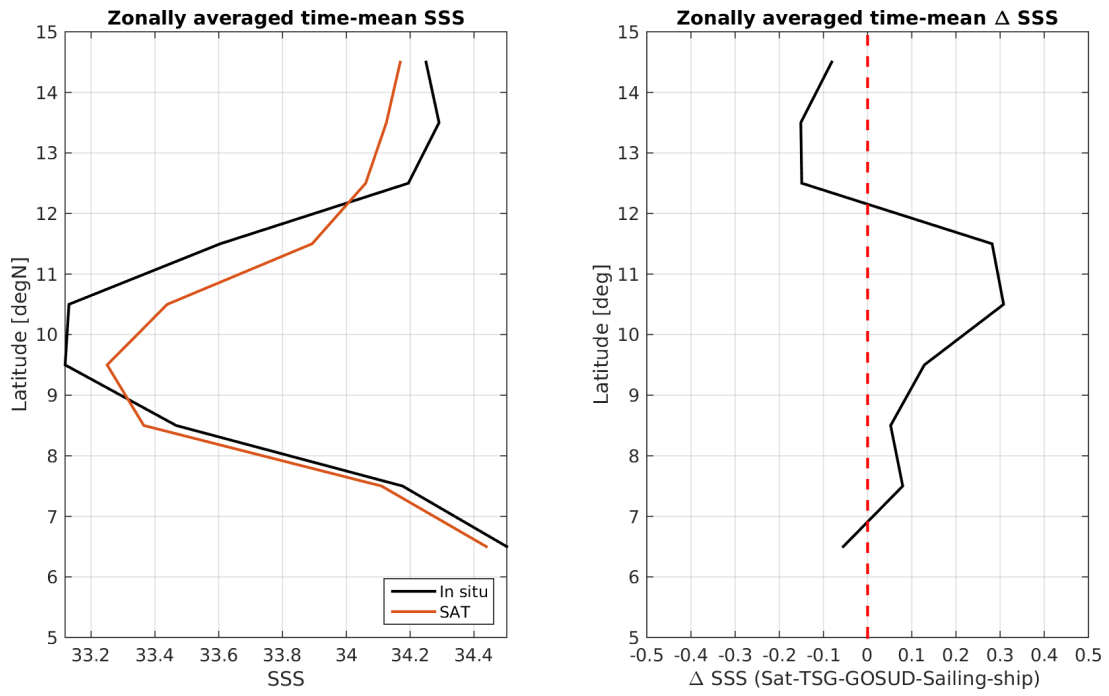 Zonally averaged time-mean SSS
15
14
13
12
11
10
9
8
7
6
5
Latitude [degN]
33.2 33.4 33.6 33.8 34 34.2 34.4
SSS
In situ
SAT
Zonally averaged time-mean Δ SSS
15
14
13
12
11
10
9
8
7
6
5
Latitude [deg]
-0.5 -0.4 -0.3 -0.2 -0.1 0 0.1 0.2 0.3 0.4 0.5
Δ SSS (Sat-TSG-GOSUD-Sailing-ship)